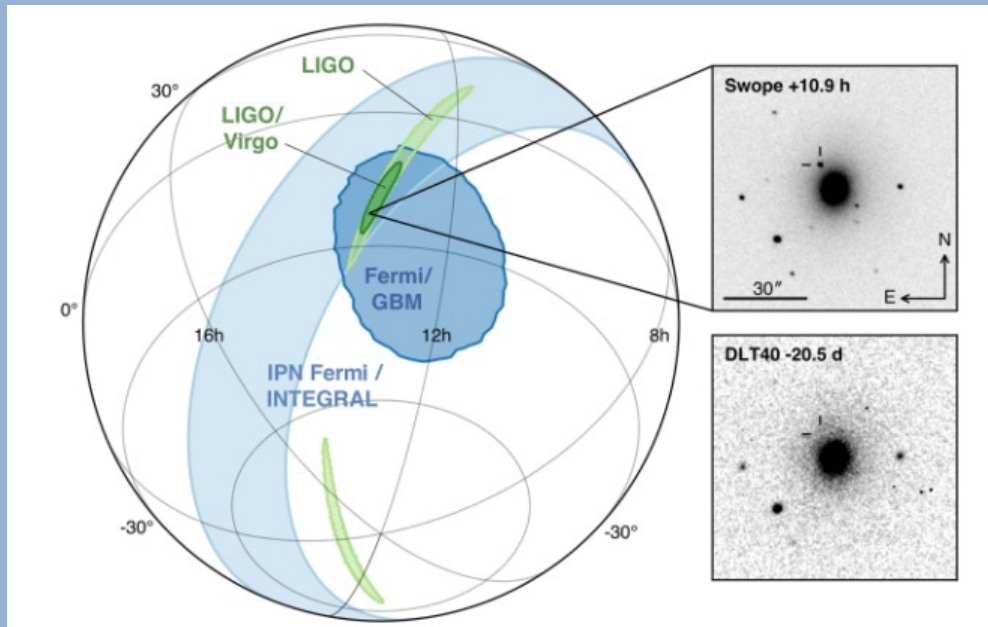 LIGO
30°
LIGO/
Virgo
Swope +10.9 h
N
Fermi/
GBM
30"
E
0°
16h
12h
8h
DLT40 -20.5 d
IPN Fermi /
INTEGRAL
-30°
-30°